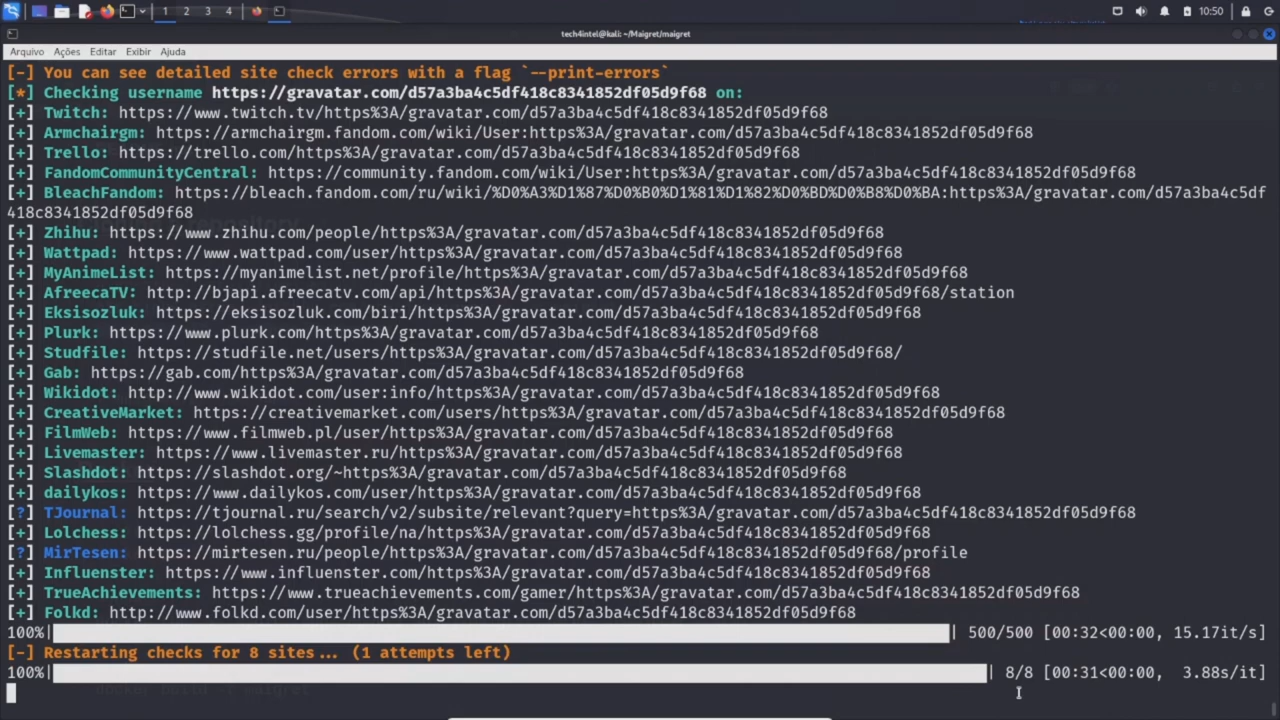 1 2 3 4 10:50
tech4intel@kali: ~/Maigret/maigret
Arquivo Ações Editar Exibir Ajuda
[-] You can see detailed site check errors with a flag `--print-errors`
[*] Checking username https://gravatar.com/d57a3ba4c5df418c8341852df05d9f68 on:
[+] Twitch: https://www.twitch.tv/https%3A/gravatar.com/d57a3ba4c5df418c8341852df05d9f68
[+] Armchairgm: https://armchairgm.fandom.com/wiki/User:https%3A/gravatar.com/d57a3ba4c5df418c8341852df05d9f68
[+] Trello: https://trello.com/https%3A/gravatar.com/d57a3ba4c5df418c8341852df05d9f68
[+] FandomCommunityCentral: https://community.fandom.com/wiki/User:https%3A/gravatar.com/d57a3ba4c5df418c8341852df05d9f68
[+] BleachFandom: https://bleach.fandom.com/ru/wiki/%D0%A3%D1%87%D0%B0%D1%81%D1%82%D0%BD%D0%B8%D0%BA:https%3A/gravatar.com/d57a3ba4c5df
418c8341852df05d9f68
[+] Zhihu: https://www.zhihu.com/people/https%3A/gravatar.com/d57a3ba4c5df418c8341852df05d9f68
[+] Wattpad: https://www.wattpad.com/user/https%3A/gravatar.com/d57a3ba4c5df418c8341852df05d9f68
[+] MyAnimeList: https://myanimelist.net/profile/https%3A/gravatar.com/d57a3ba4c5df418c8341852df05d9f68
[+] AfreecaTV: http://bjapi.afreecatv.com/api/https%3A/gravatar.com/d57a3ba4c5df418c8341852df05d9f68/station
[+] Eksisozluk: https://eksisozluk.com/biri/https%3A/gravatar.com/d57a3ba4c5df418c8341852df05d9f68
[+] Plurk: https://www.plurk.com/https%3A/gravatar.com/d57a3ba4c5df418c8341852df05d9f68
[+] Studfile: https://studfile.net/users/https%3A/gravatar.com/d57a3ba4c5df418c8341852df05d9f68/
[+] Gab: https://gab.com/https%3A/gravatar.com/d57a3ba4c5df418c8341852df05d9f68
[+] Wikidot: http://www.wikidot.com/user:info/https%3A/gravatar.com/d57a3ba4c5df418c8341852df05d9f68
[+] CreativeMarket: https://creativemarket.com/users/https%3A/gravatar.com/d57a3ba4c5df418c8341852df05d9f68
[+] FilmWeb: https://www.filmweb.pl/user/https%3A/gravatar.com/d57a3ba4c5df418c8341852df05d9f68
[+] Livemaster: https://www.livemaster.ru/https%3A/gravatar.com/d57a3ba4c5df418c8341852df05d9f68
[+] Slashdot: https://slashdot.org/~https%3A/gravatar.com/d57a3ba4c5df418c8341852df05d9f68
[+] dailykos: https://www.dailykos.com/user/https%3A/gravatar.com/d57a3ba4c5df418c8341852df05d9f68
[?] TJournal: https://tjournal.ru/search/v2/subsite/relevant?query=https%3A/gravatar.com/d57a3ba4c5df418c8341852df05d9f68
[+] Lolchess: https://lolchess.gg/profile/na/https%3A/gravatar.com/d57a3ba4c5df418c8341852df05d9f68
[?] MirTesen: https://mirtesen.ru/people/https%3A/gravatar.com/d57a3ba4c5df418c8341852df05d9f68/profile
[+] Influenster: https://www.influenster.com/https%3A/gravatar.com/d57a3ba4c5df418c8341852df05d9f68
[+] TrueAchievements: https://www.trueachievements.com/gamer/https%3A/gravatar.com/d57a3ba4c5df418c8341852df05d9f68
[+] Folkd: http://www.folkd.com/user/https%3A/gravatar.com/d57a3ba4c5df418c8341852df05d9f68
100%| | 500/500 [00:32<00:00, 15.17it/s]
[-] Restarting checks for 8 sites... (1 attempts left)
100%| | 8/8 [00:31<00:00, 3.88s/it]